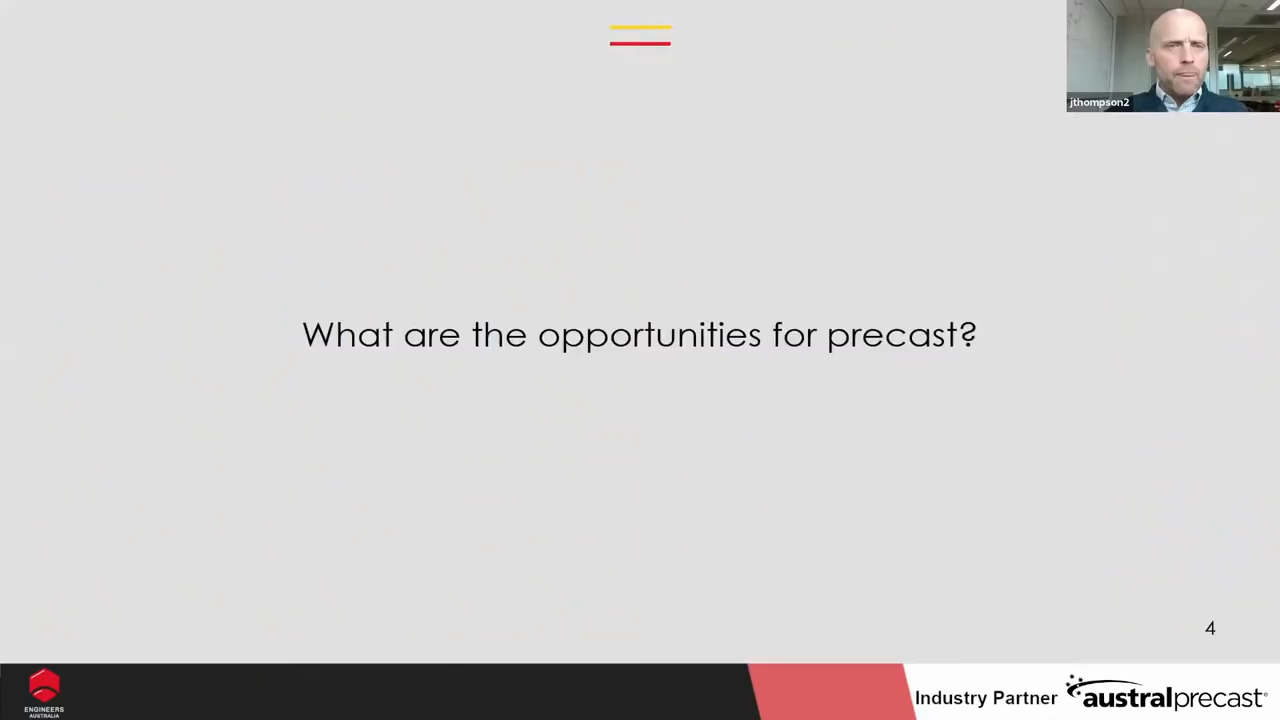 jthompson2
What are the opportunities for precast?
4
ENGINEERS
AUSTRALIA
Industry Partner
australprecast®